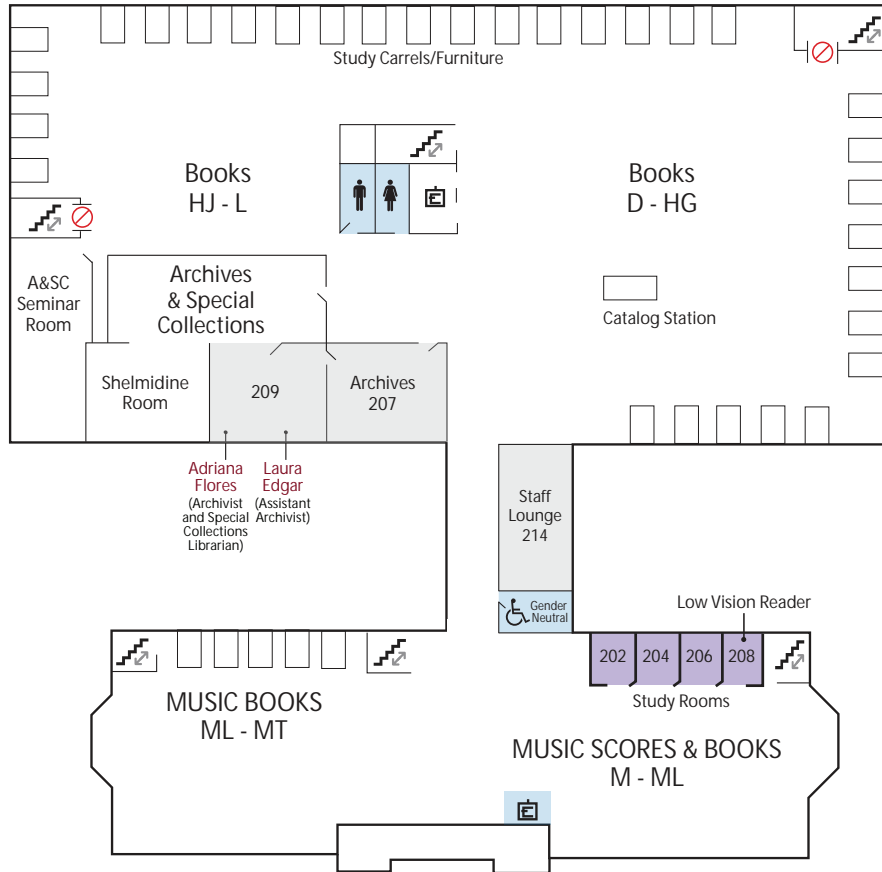 Study Carrels/Furniture
Books
HJ - L
Books
D - HG
E
A&SC
Seminar
Room
Archives
& Special
Collections
Catalog Station
Shelmidine
Room
209
Archives
207
Adriana
Flores
(Archivist
and Special
Collections
Librarian)
Laura
Edgar
(Assistant
Archivist)
Staff
Lounge
214
Gender
Neutral
Low Vision Reader
202
204
206
208
Study Rooms
MUSIC BOOKS
ML - MT
MUSIC SCORES & BOOKS
M - ML
E